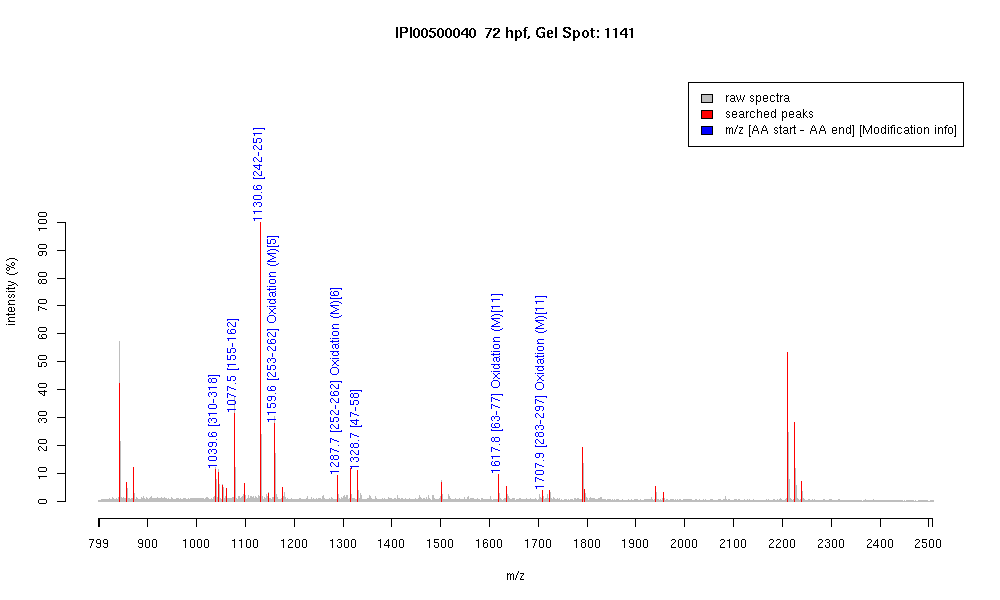 IPI00500040 72 hpf, Gel Spot: 1141
raw spectra
searched peaks
m/z [AA start - AA end] [Modification info]
intensity (%)
100
90
80
70
60
50
40
30
20
10
0
1039.6 [310-318]
1077.5 [155-162]
1130.6 [242-251]
1159.6 [253-262] Oxidation (M)[5]
1287.7 [252-262] Oxidation (M)[6]
1328.7 [47-58]
1617.8 [63-77] Oxidation (M)[11]
1707.9 [283-297] Oxidation (M)[11]
799 900 1000 1100 1200 1300 1400 1500 1600 1700 1800 1900 2000 2100 2200 2300 2400 2500
m/z